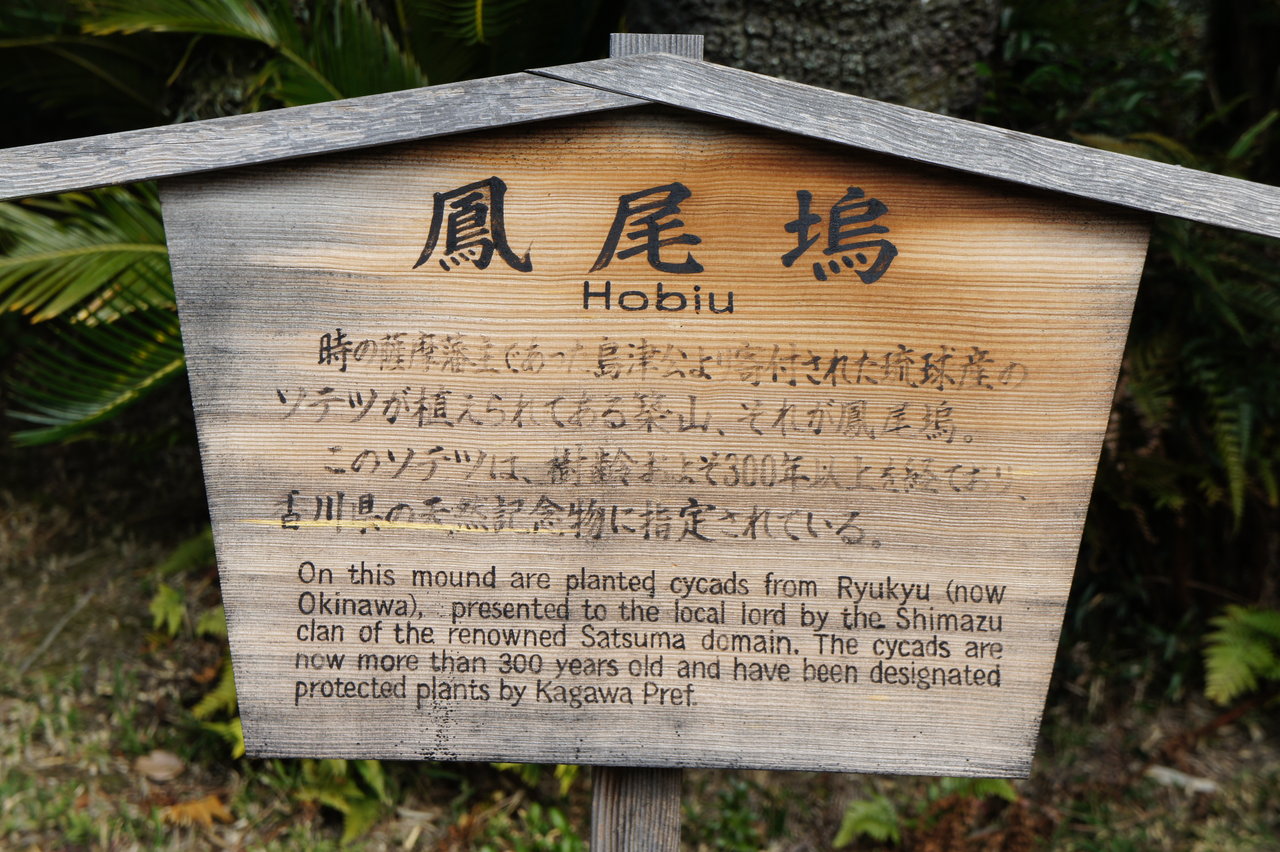 鳳尾塢
Hobiu
時の薩摩藩主であった島津公より寄付された琉球産の
ソテツが植えられてある築山、それが鳳尾塢。
このソテツは、樹齢およそ300年以上を経ており、
香川県の天然記念物に指定されている。
On this mound are planted cycads from Ryukyu (now
Okinawa), presented to the local lord by the Shimazu
clan of the renowned Satsuma domain. The cycads are
now more than 300 years old and have been designated
protected plants by Kagawa Pref.